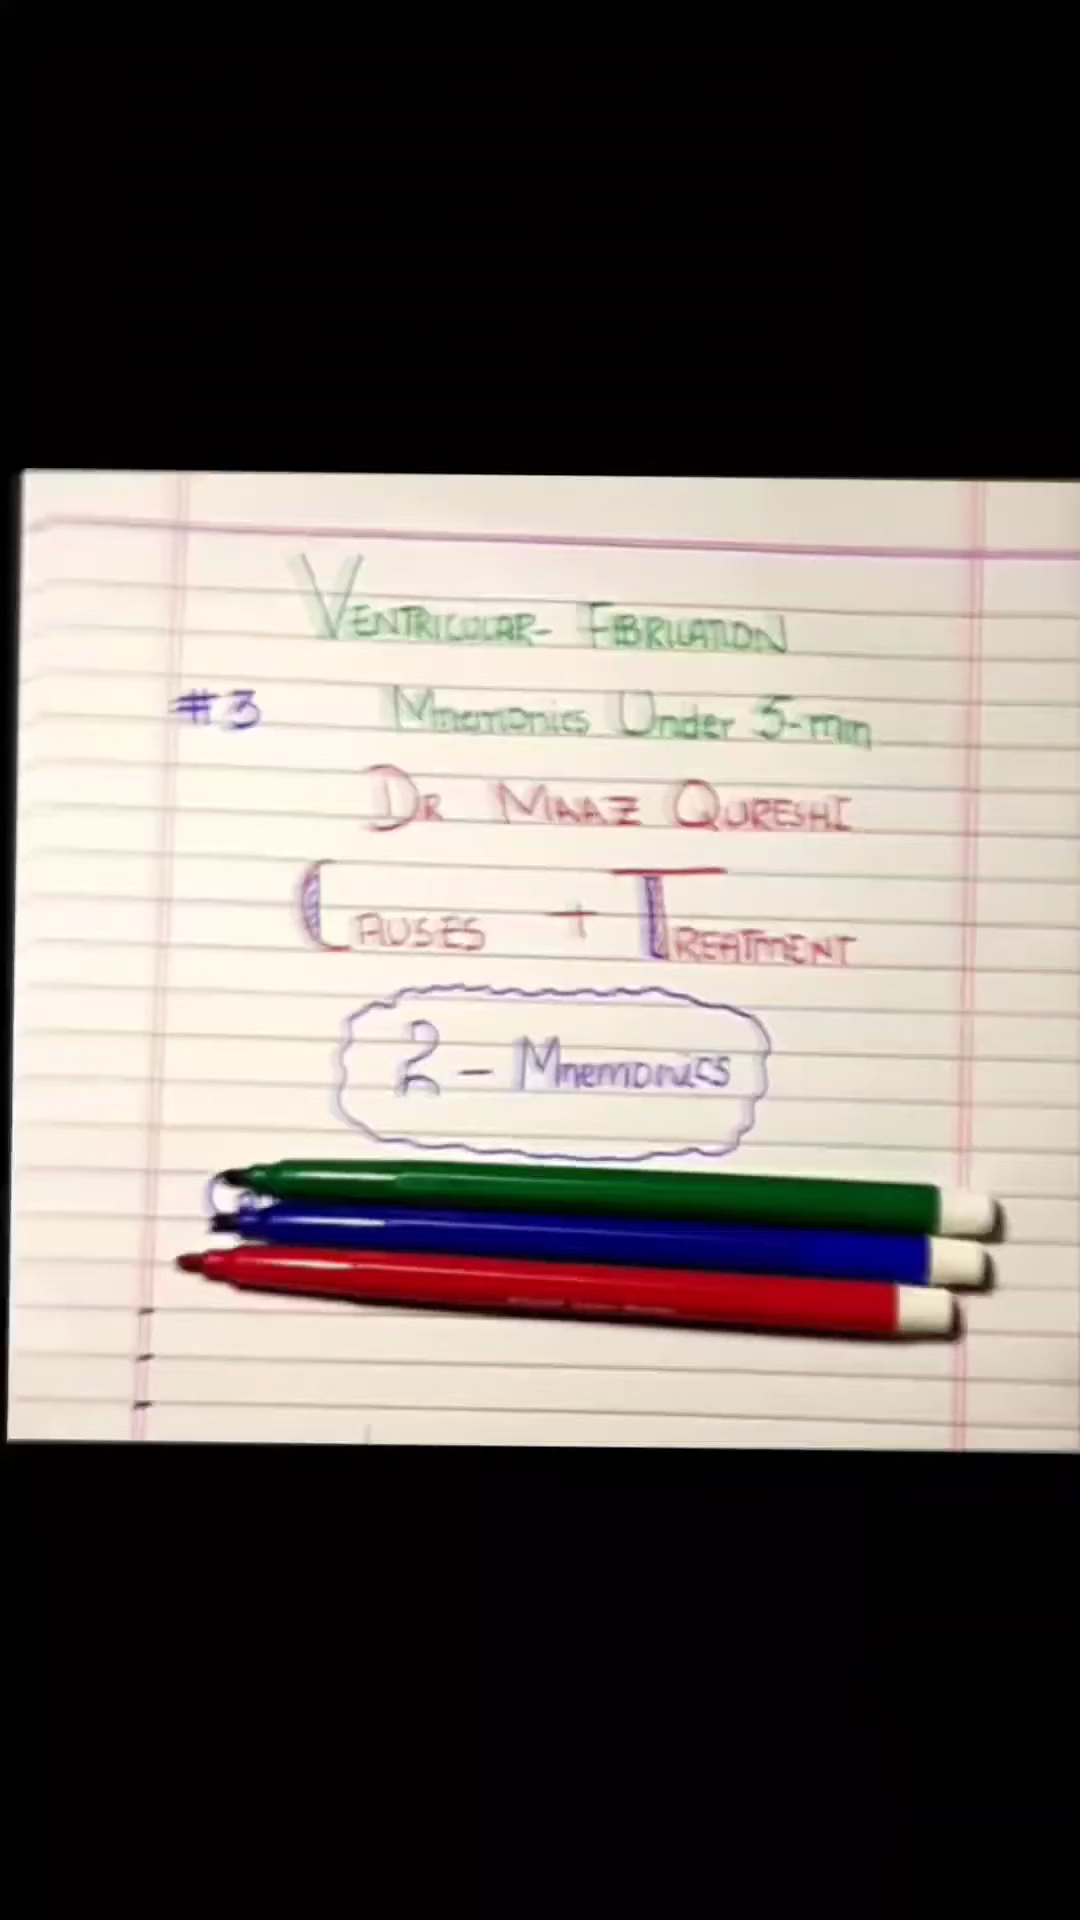 VENTRICULAR- FIBRILLATION
#3 Mnemonics Under 5-min
DR MAAZ QURESHI
CAUSES + TREATMENT
2 - Mnemonics